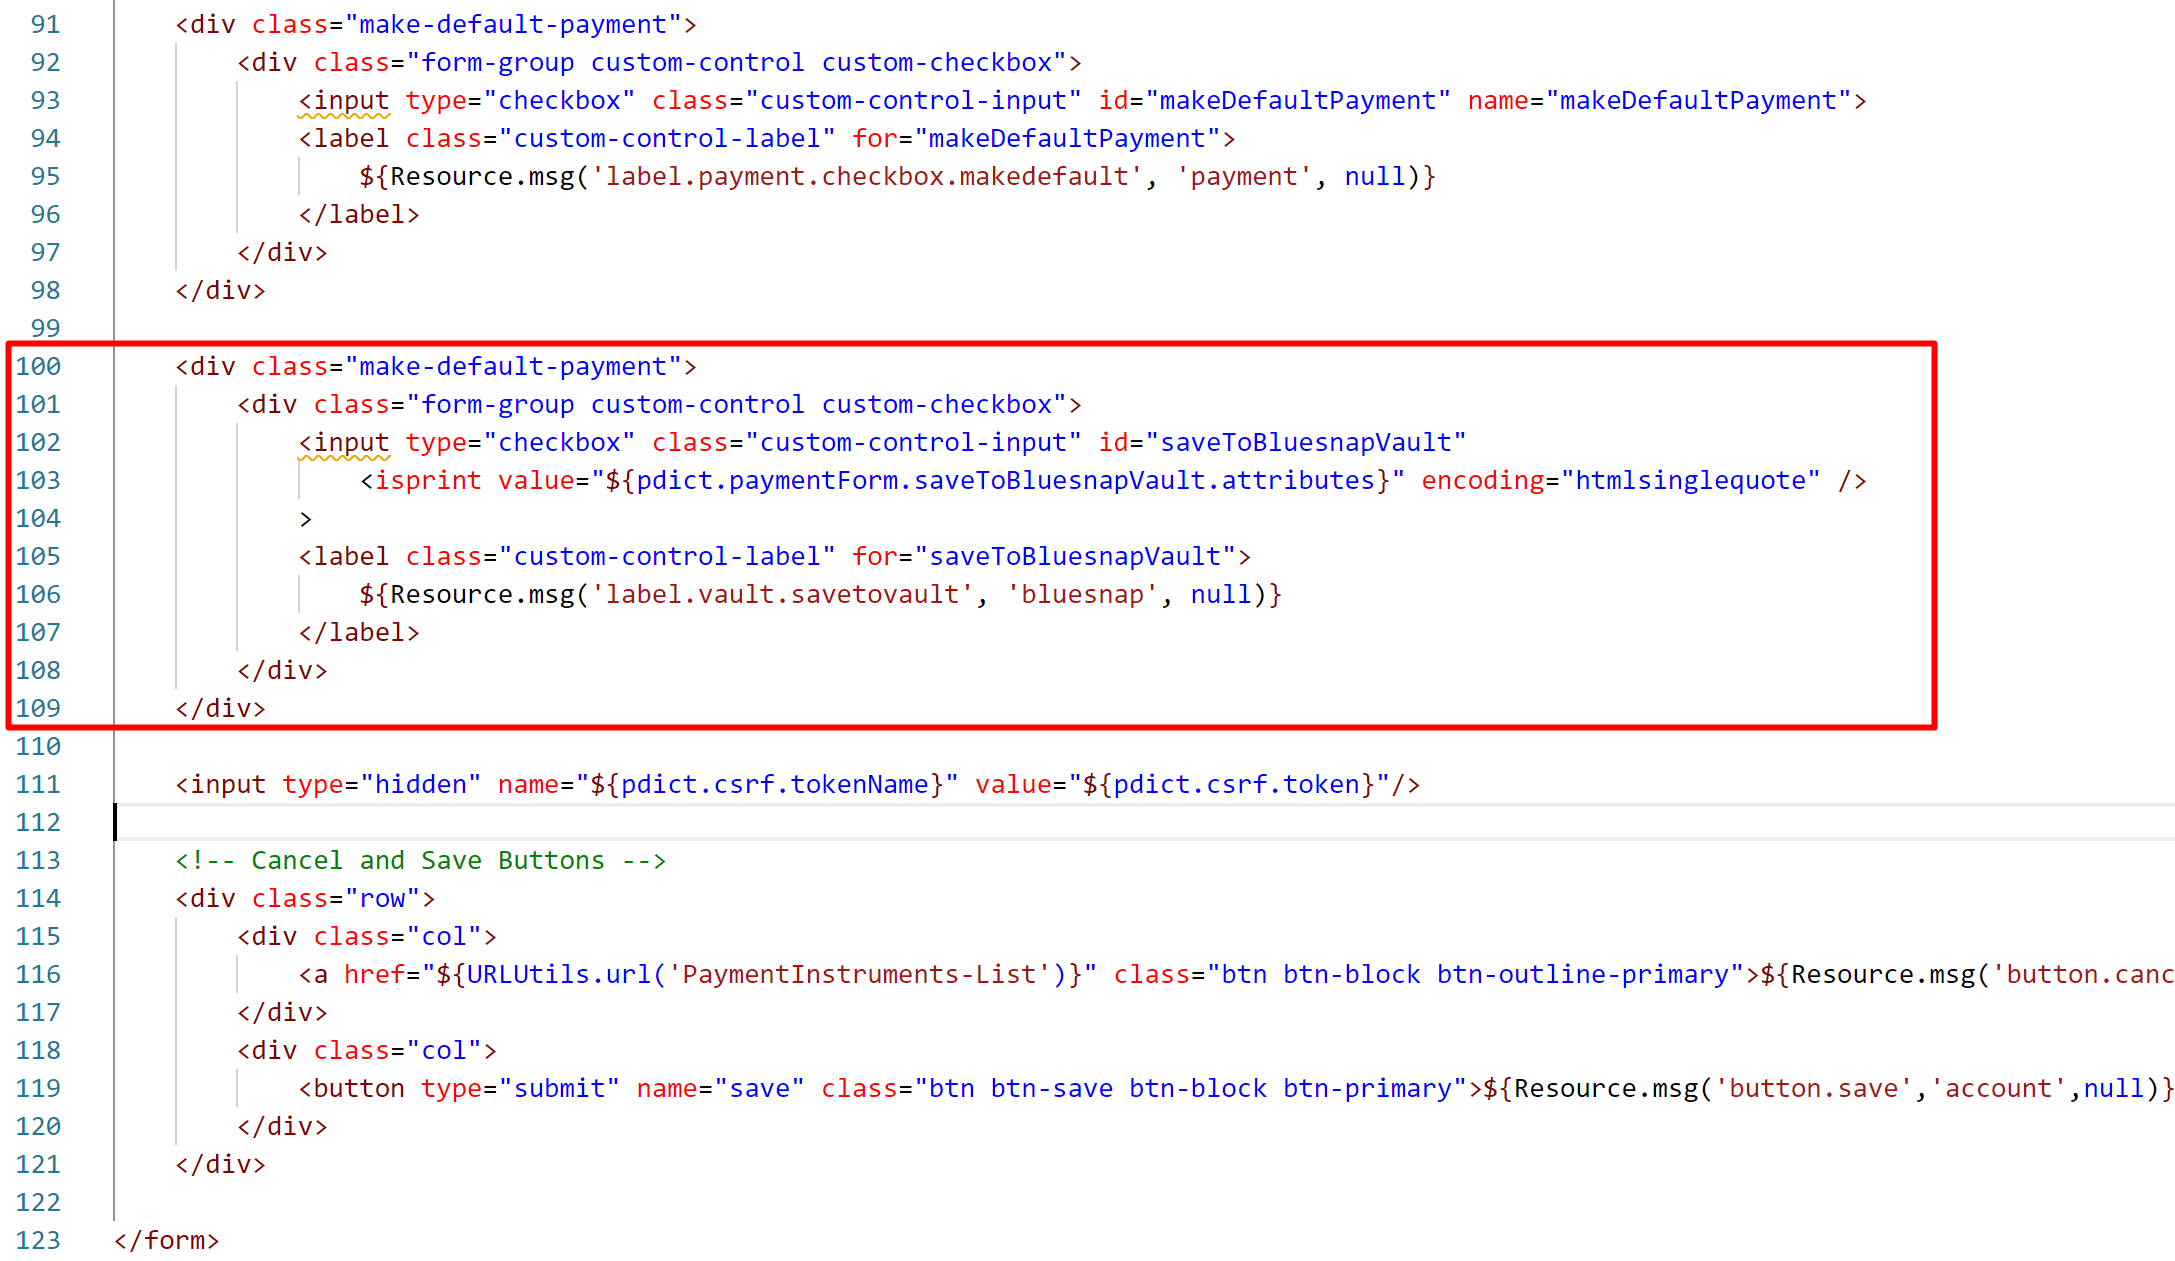 91 <div class="make-default-payment">
92 <div class="form-group custom-control custom-checkbox">
93 <input type="checkbox" class="custom-control-input" id="makeDefaultPayment" name="makeDefaultPayment">
94 <label class="custom-control-label" for="makeDefaultPayment">
95 ${Resource.msg('label.payment.checkbox.makedefault', 'payment', null)}
96 </label>
97 </div>
98 </div>
99
100 <div class="make-default-payment">
101 <div class="form-group custom-control custom-checkbox">
102 <input type="checkbox" class="custom-control-input" id="saveToBluesnapVault"
103 <isprint value="${pdict.paymentForm.saveToBluesnapVault.attributes}" encoding="htmlsinglequote" />
104 >
105 <label class="custom-control-label" for="saveToBluesnapVault">
106 ${Resource.msg('label.vault.savetovault', 'bluesnap', null)}
107 </label>
108 </div>
109 </div>
110
111 <input type="hidden" name="${pdict.csrf.tokenName}" value="${pdict.csrf.token}"/>
112
113 <!-- Cancel and Save Buttons -->
114 <div class="row">
115 <div class="col">
116 <a href="${URLUtils.url('PaymentInstruments-List')}" class="btn btn-block btn-outline-primary">${Resource.msg('button.canc
117 </div>
118 <div class="col">
119 <button type="submit" name="save" class="btn btn-save btn-block btn-primary">${Resource.msg('button.save','account',null)}
120 </div>
121 </div>
122
123 </form>